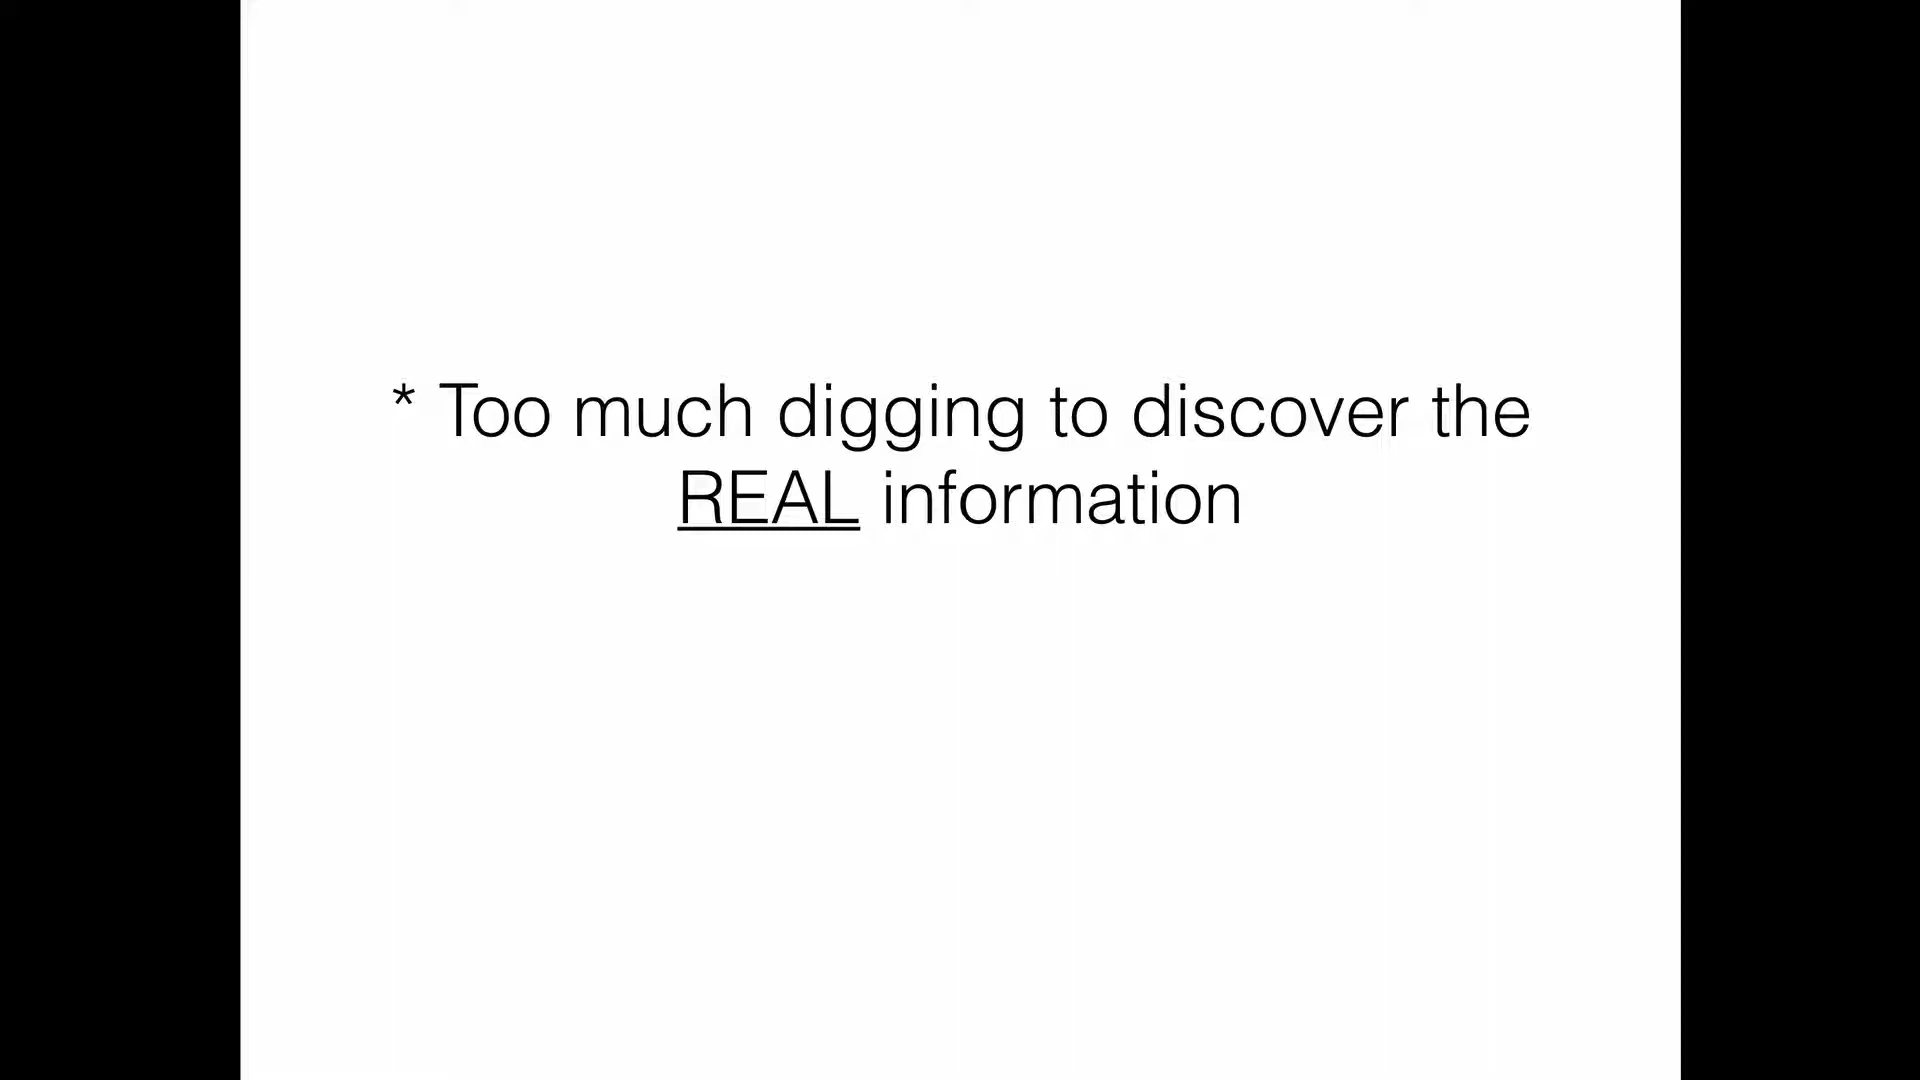 * Too much digging to discover the
REAL information